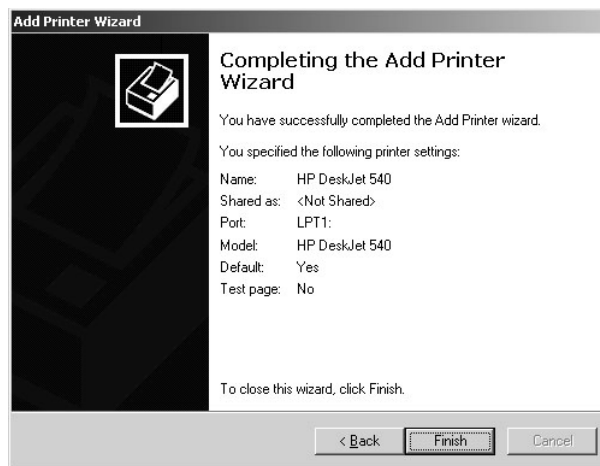 Add Printer Wizard
Completing the Add Printer
Wizard
You have successfully completed the Add Printer wizard.
You specified the following printer settings:
Name: HP DeskJet 540
Shared as: <Not Shared>
Port: LPT1:
Model: HP DeskJet 540
Default: Yes
Test page: No
To close this wizard, click Finish.
< Back Finish Cancel